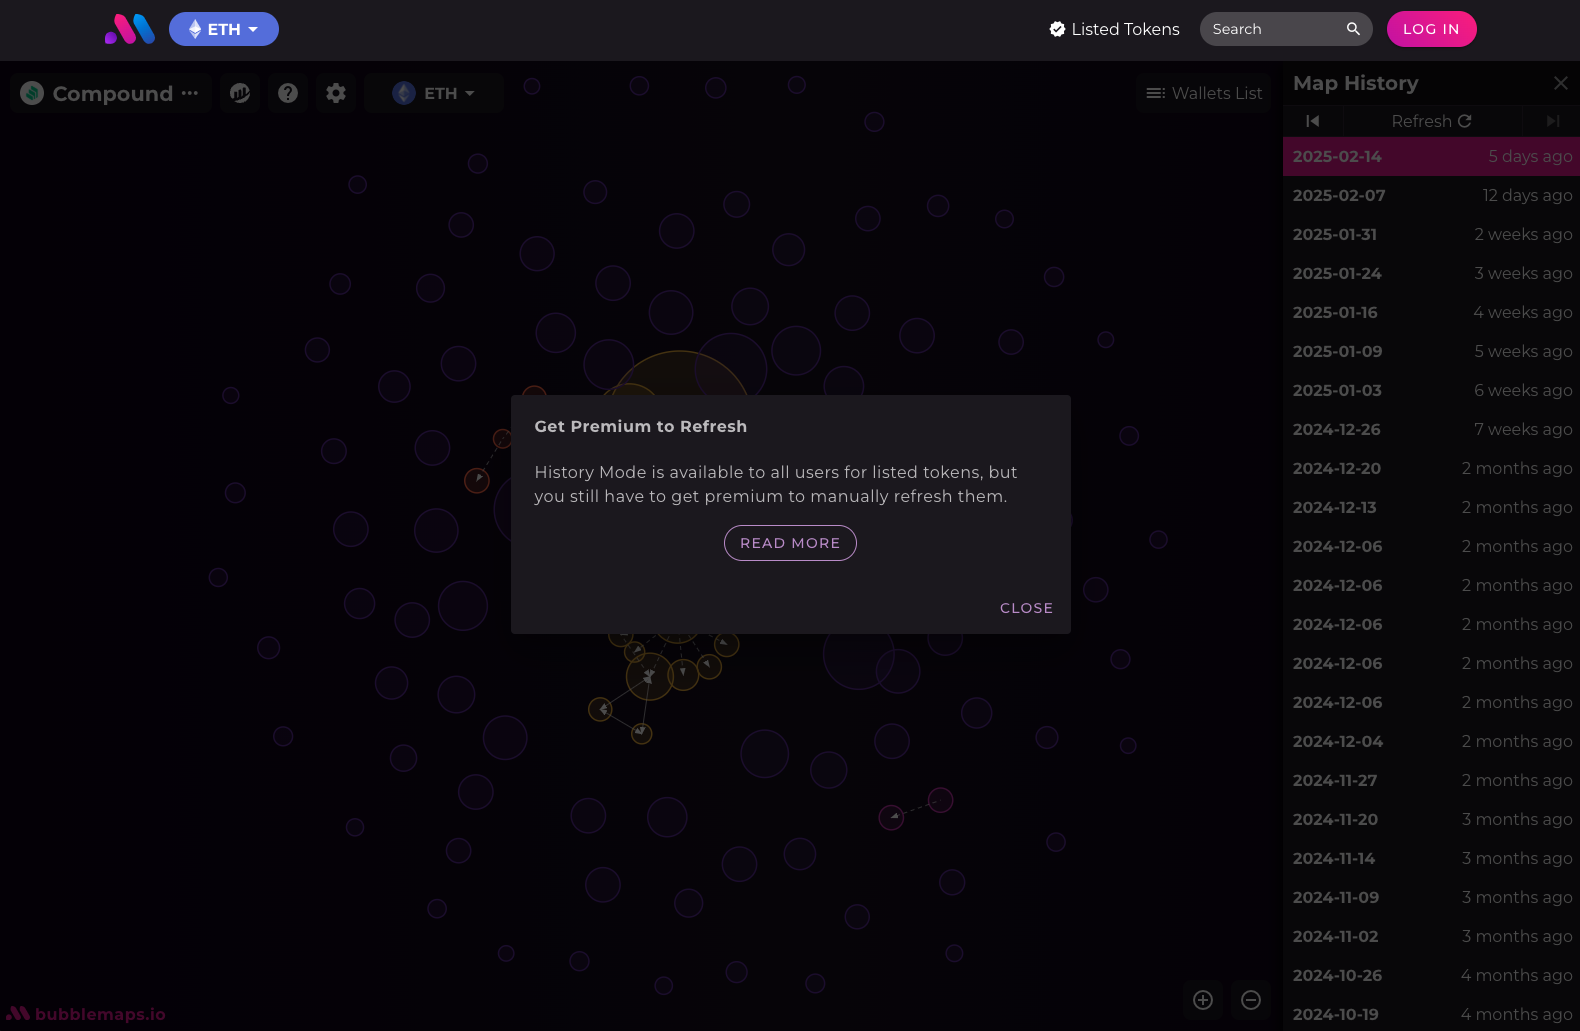 ETH
Listed Tokens
Search
LOG IN
Compound
ETH
Wallets List
Map History
Refresh
2025-02-14 5 days ago
2025-02-07 12 days ago
2025-01-31 2 weeks ago
2025-01-24 3 weeks ago
2025-01-16 4 weeks ago
2025-01-09 5 weeks ago
2025-01-03 6 weeks ago
2024-12-26 7 weeks ago
2024-12-20 2 months ago
2024-12-13 2 months ago
2024-12-06 2 months ago
2024-12-06 2 months ago
2024-12-06 2 months ago
2024-12-06 2 months ago
2024-12-06 2 months ago
2024-12-04 2 months ago
2024-11-27 2 months ago
2024-11-20 3 months ago
2024-11-14 3 months ago
2024-11-09 3 months ago
2024-11-02 3 months ago
2024-10-26 4 months ago
2024-10-19 4 months ago
Get Premium to Refresh
History Mode is available to all users for listed tokens, but
you still have to get premium to manually refresh them.
READ MORE
CLOSE
bubblemaps.io